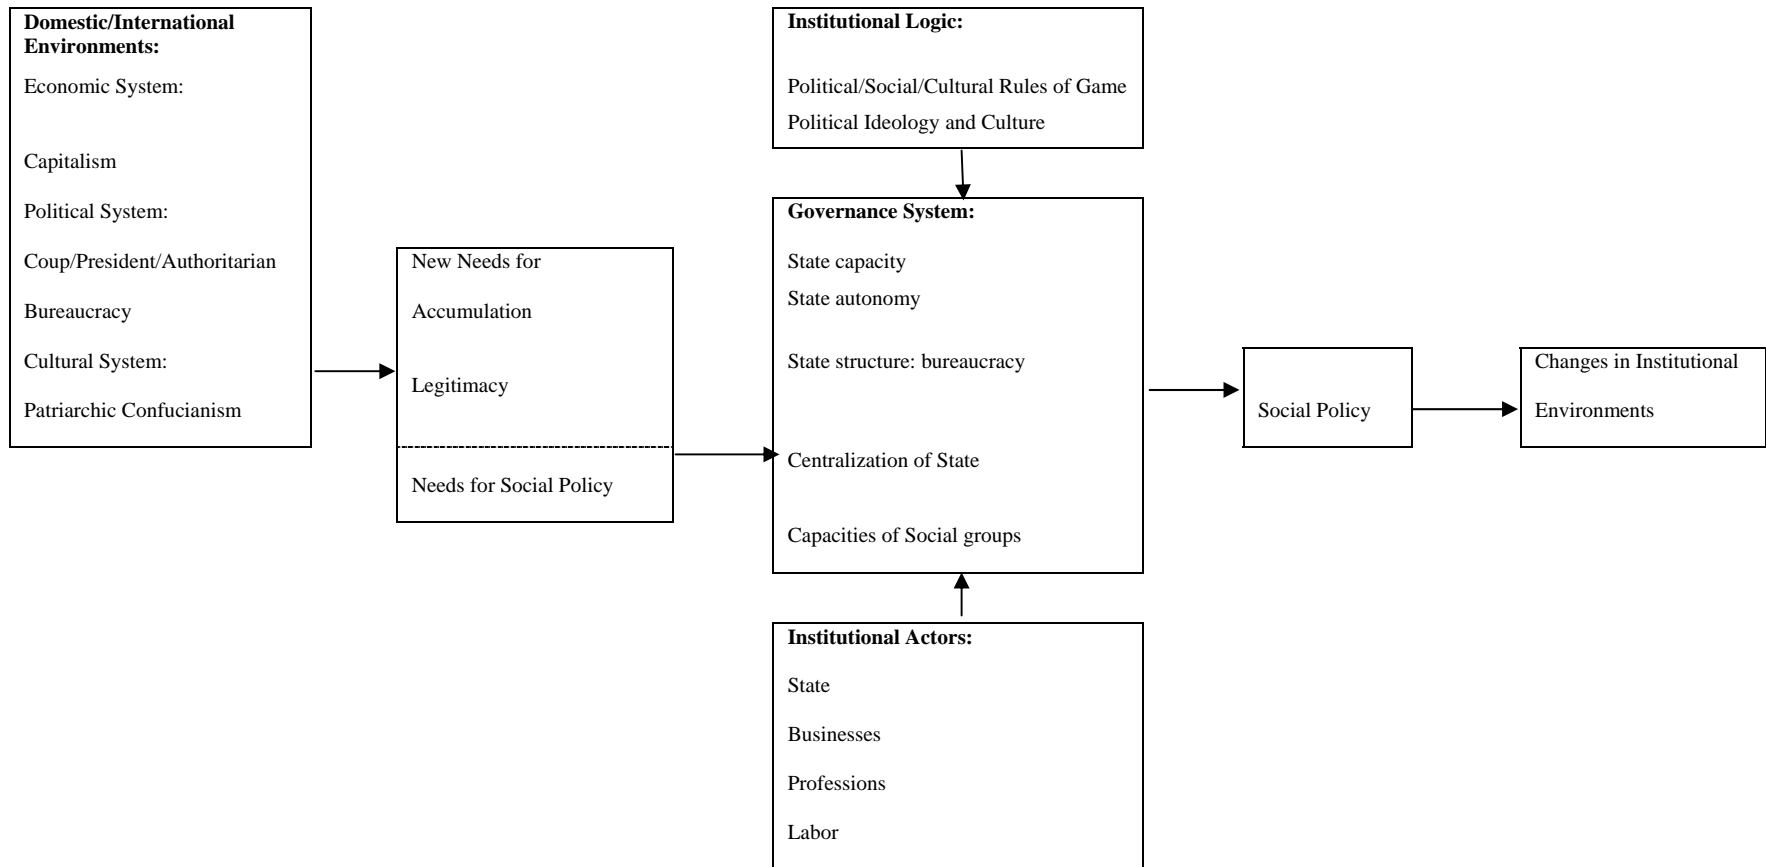 Domestic/International
Environments:
Economic System:
Capitalism
Political System:
Coup/President/Authoritarian
Bureaucracy
Cultural System:
Patriarchic Confucianism
New Needs for
Accumulation
Legitimacy
Needs for Social Policy
Institutional Logic:
Political/Social/Cultural Rules of Game
Political Ideology and Culture
Governance System:
State capacity
State autonomy
State structure: bureaucracy
Centralization of State
Capacities of Social groups
Institutional Actors:
State
Businesses
Professions
Labor
Social Policy
Changes in Institutional
Environments